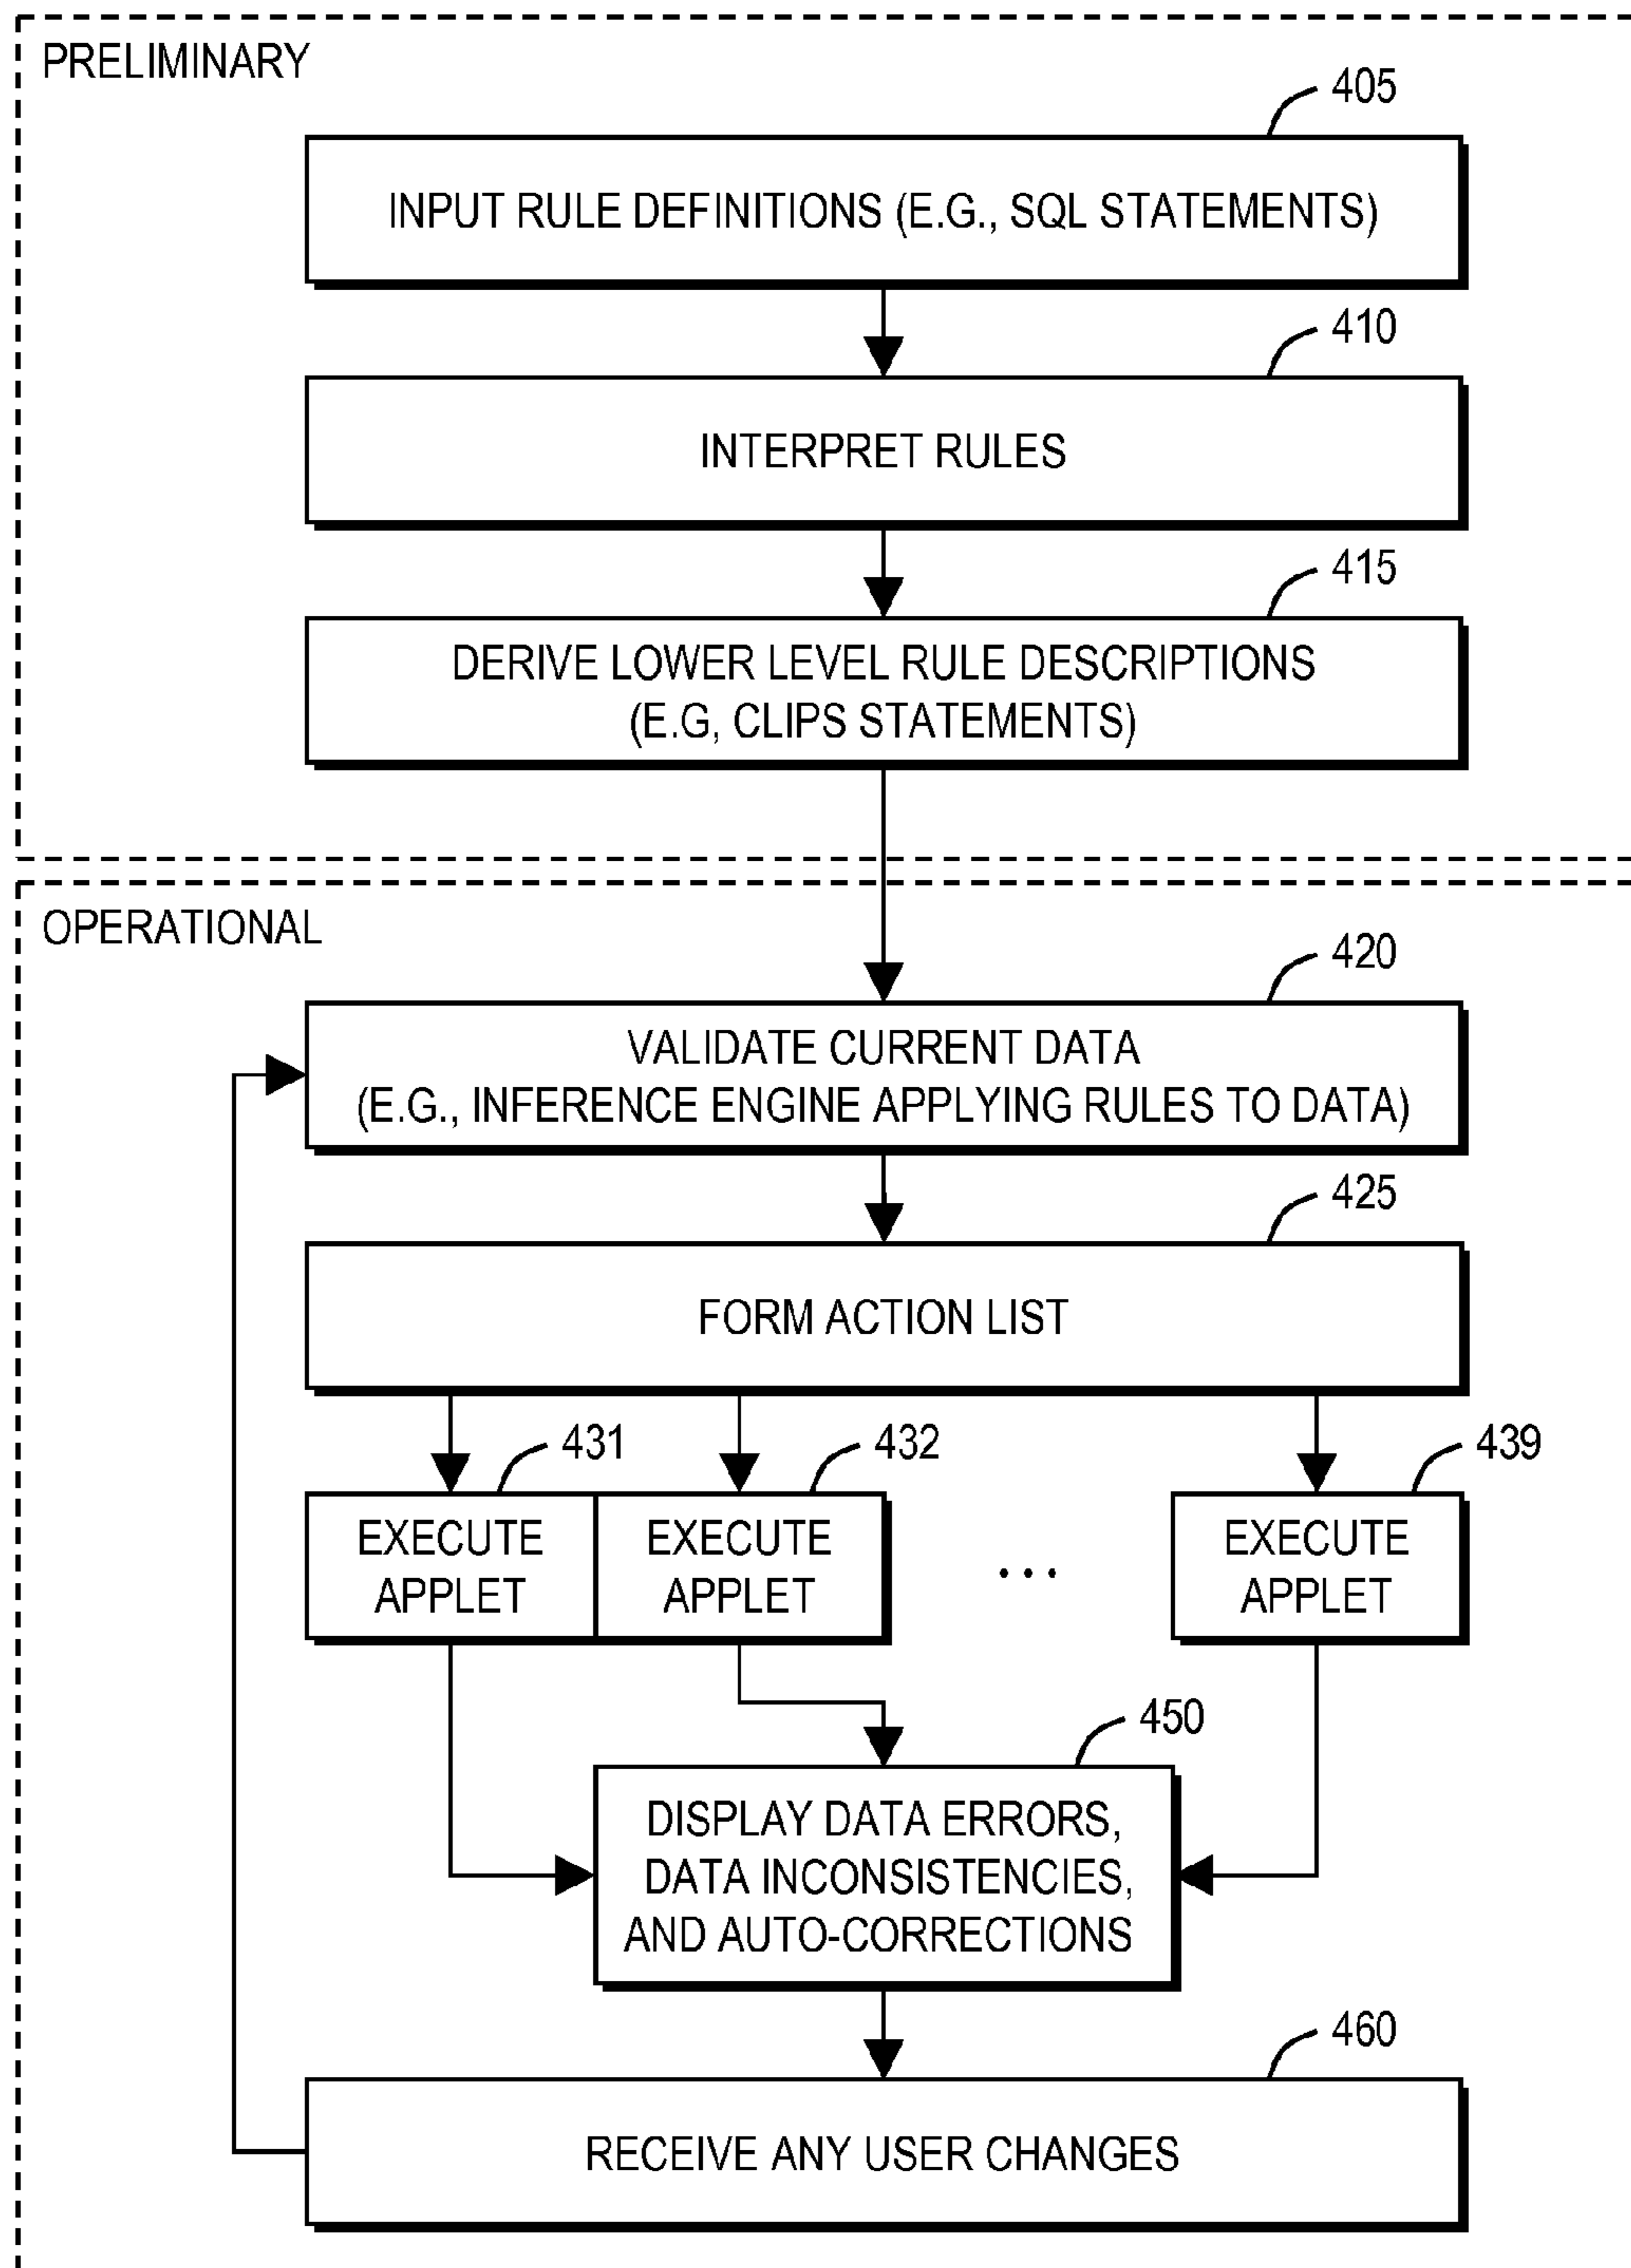 PRELIMINARY
405
INPUT RULE DEFINITIONS (E.G., SQL STATEMENTS)
410
INTERPRET RULES
415
DERIVE LOWER LEVEL RULE DESCRIPTIONS
(E.G, CLIPS STATEMENTS)
OPERATIONAL
420
VALIDATE CURRENT DATA
(E.G., INFERENCE ENGINE APPLYING RULES TO DATA)
425
FORM ACTION LIST
431
432
439
EXECUTE
APPLET
EXECUTE
APPLET
...
EXECUTE
APPLET
450
DISPLAY DATA ERRORS,
DATA INCONSISTENCIES,
AND AUTO-CORRECTIONS
460
RECEIVE ANY USER CHANGES